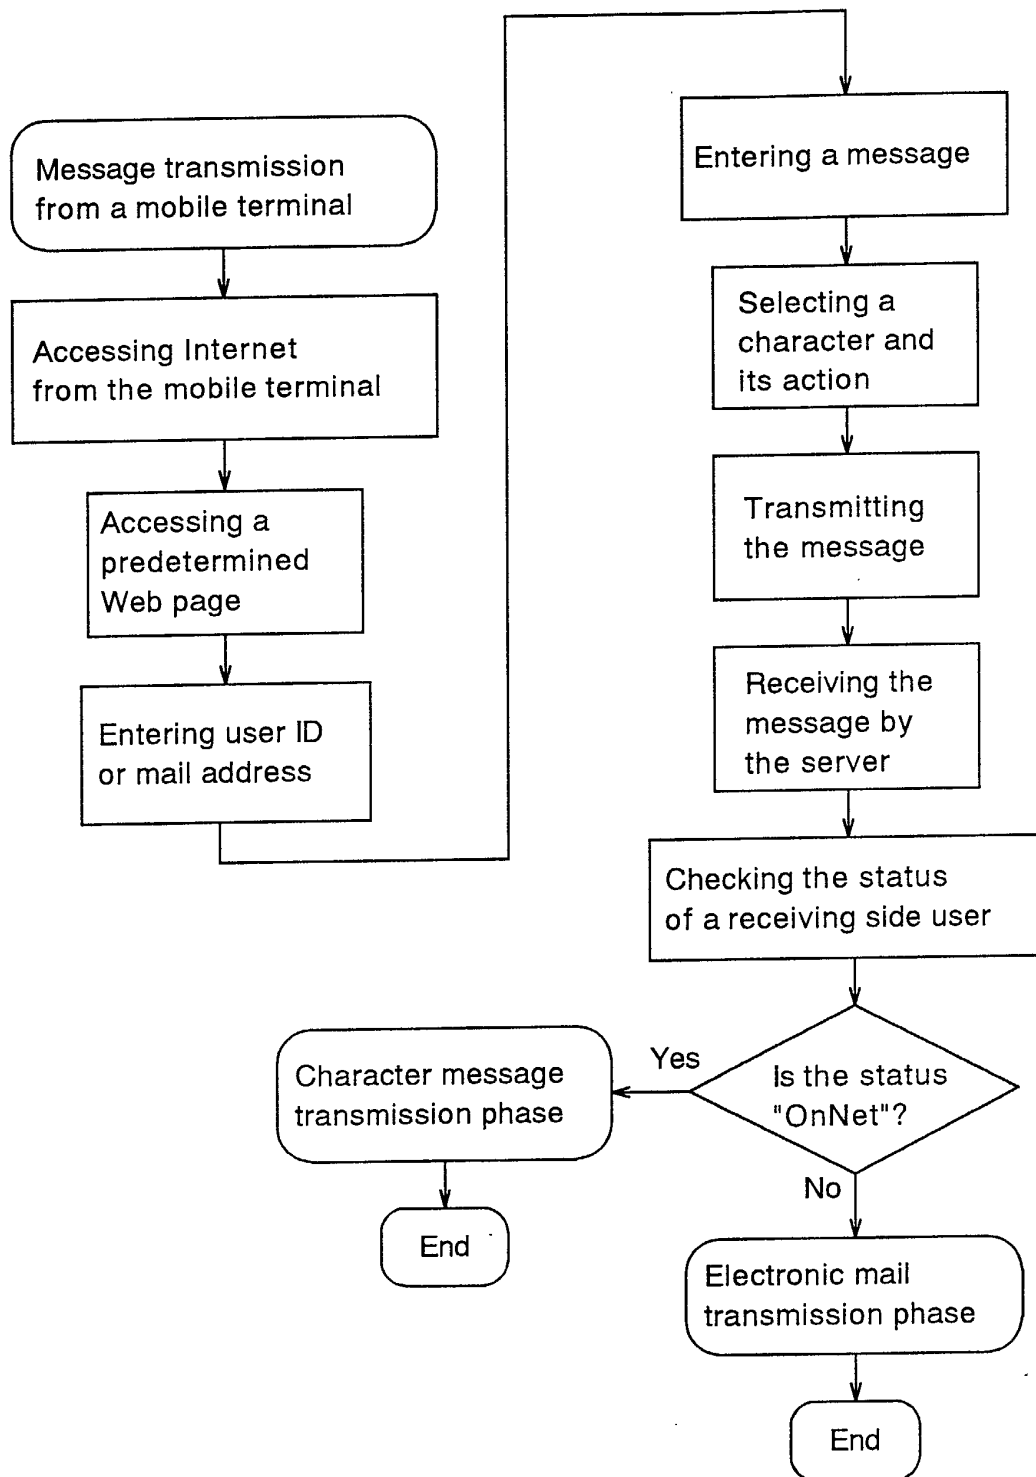 Message transmission
from a mobile terminal
Accessing Internet
from the mobile terminal
Accessing a
predetermined
Web page
Entering user ID
or mail address
Entering a message
Selecting a
character and
its action
Transmitting
the message
Receiving the
message by
the server
Checking the status
of a receiving side user
Is the status
"OnNet"?
Yes
Character message
transmission phase
End
No
Electronic mail
transmission phase
End